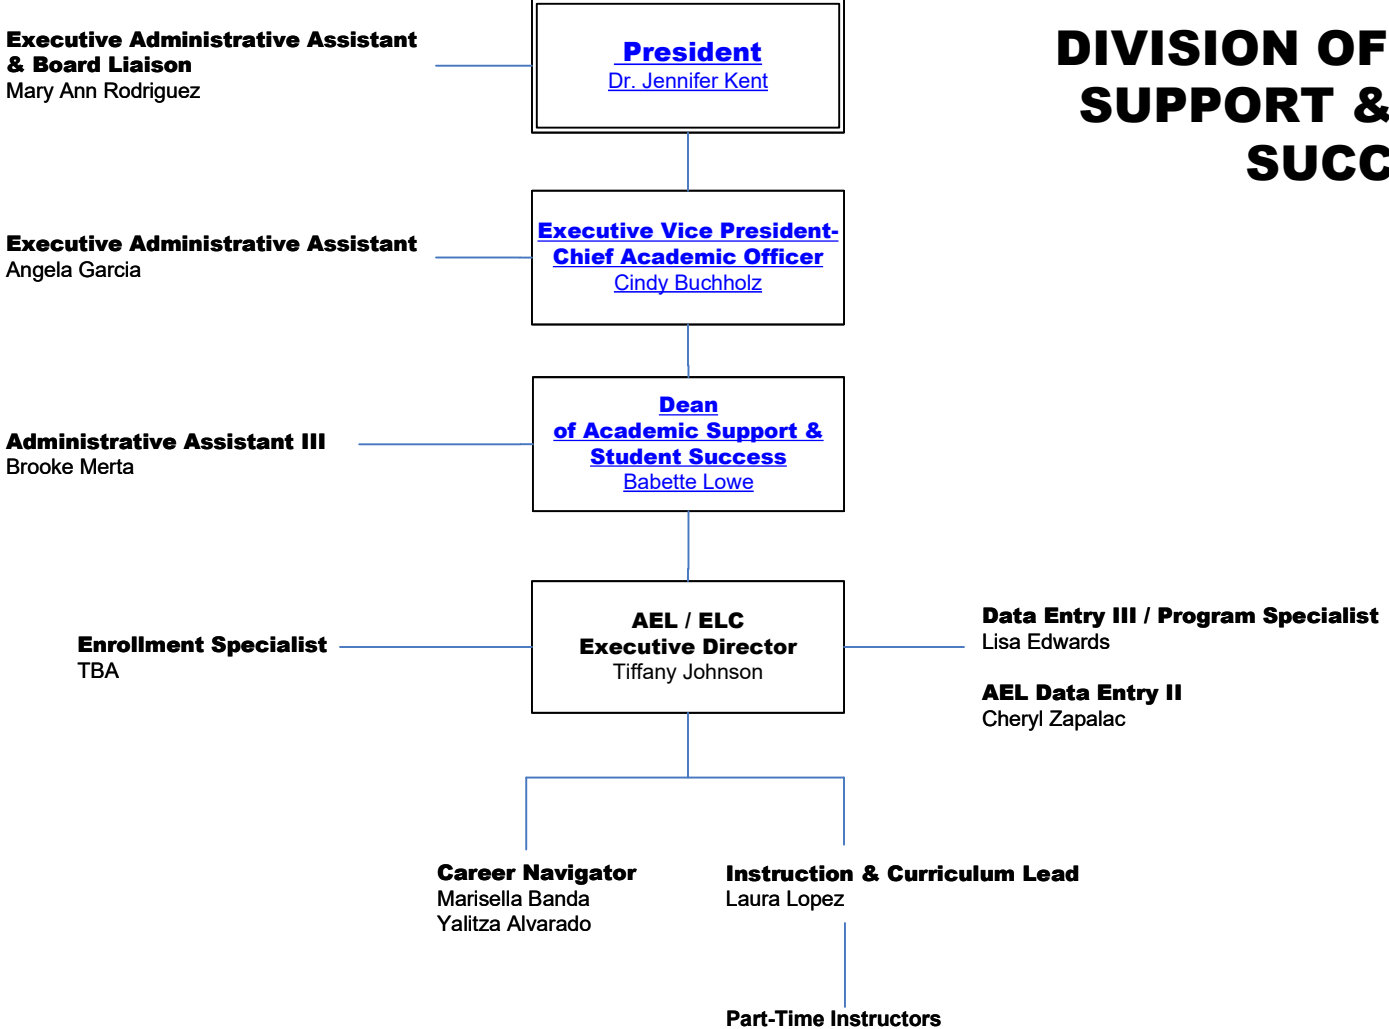 Executive Administrative Assistant
& Board Liaison
Mary Ann Rodriguez
President
Dr. Jennifer Kent
DIVISION OF
SUPPORT &
SUCC
Executive Administrative Assistant
Angela Garcia
Executive Vice President-
Chief Academic Officer
Cindy Buchholz
Administrative Assistant III
Brooke Merta
Dean
of Academic Support &
Student Success
Babette Lowe
Enrollment Specialist
TBA
AEL / ELC
Executive Director
Tiffany Johnson
Data Entry III / Program Specialist
Lisa Edwards
AEL Data Entry II
Cheryl Zapalac
Career Navigator
Marisella Banda
Yalitza Alvarado
Instruction & Curriculum Lead
Laura Lopez
Part-Time Instructors